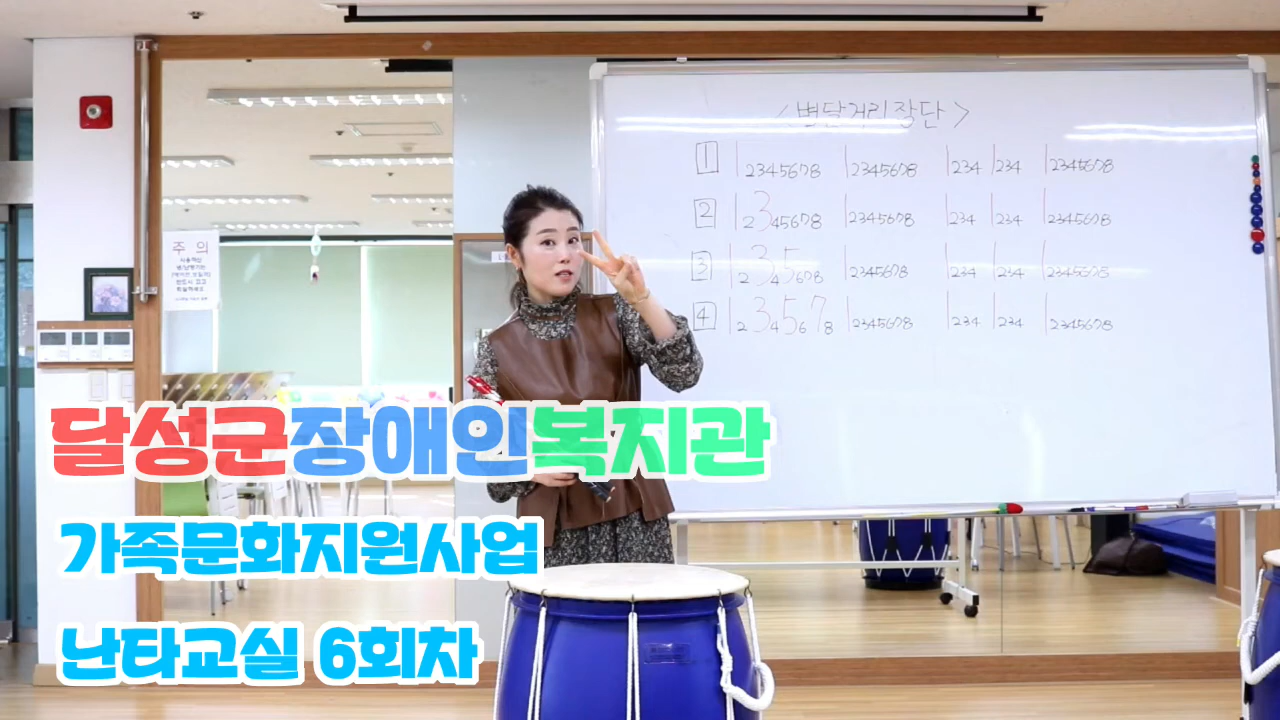 <별달거리장단>
1 | 2345678 | 2345678 | 234 | 234 | 2345678
2 | 2345678 | 2345678 | 234 | 234 | 2345678
3 | 2345678 | 2345678 | 234 | 234 | 2345678
4 | 2345678 | 2345678 | 234 | 234 | 2345678
주 의
달성군장애인복지관
가족문화지원사업
난타교실 6회차